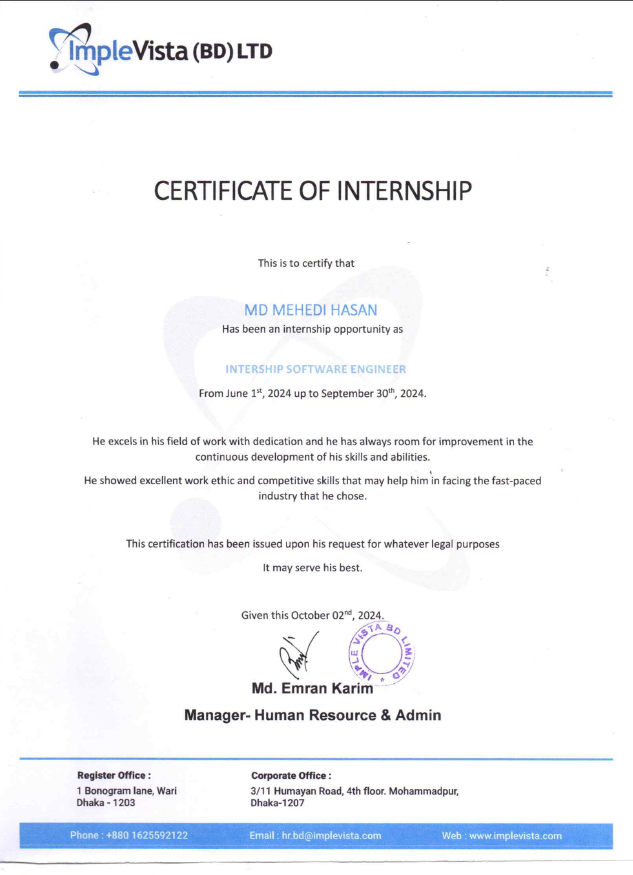 ImpleVista (BD) LTD
CERTIFICATE OF INTERNSHIP
This is to certify that
MD MEHEDI HASAN
Has been an internship opportunity as
INTERSHIP SOFTWARE ENGINEER
From June 1st, 2024 up to September 30th, 2024.
He excels in his field of work with dedication and he has always room for improvement in the
continuous development of his skills and abilities.
He showed excellent work ethic and competitive skills that may help him in facing the fast-paced
industry that he chose.
This certification has been issued upon his request for whatever legal purposes
It may serve his best.
Given this October 02nd, 2024.
IMPLE VISTA BD LIMITED *
Md. Emran Karim
Manager- Human Resource & Admin
Register Office :
1 Bonogram lane, Wari
Dhaka - 1203
Corporate Office :
3/11 Humayan Road, 4th floor. Mohammadpur,
Dhaka-1207
Phone : +880 1625592122 Email : hr.bd@implevista.com Web : www.implevista.com